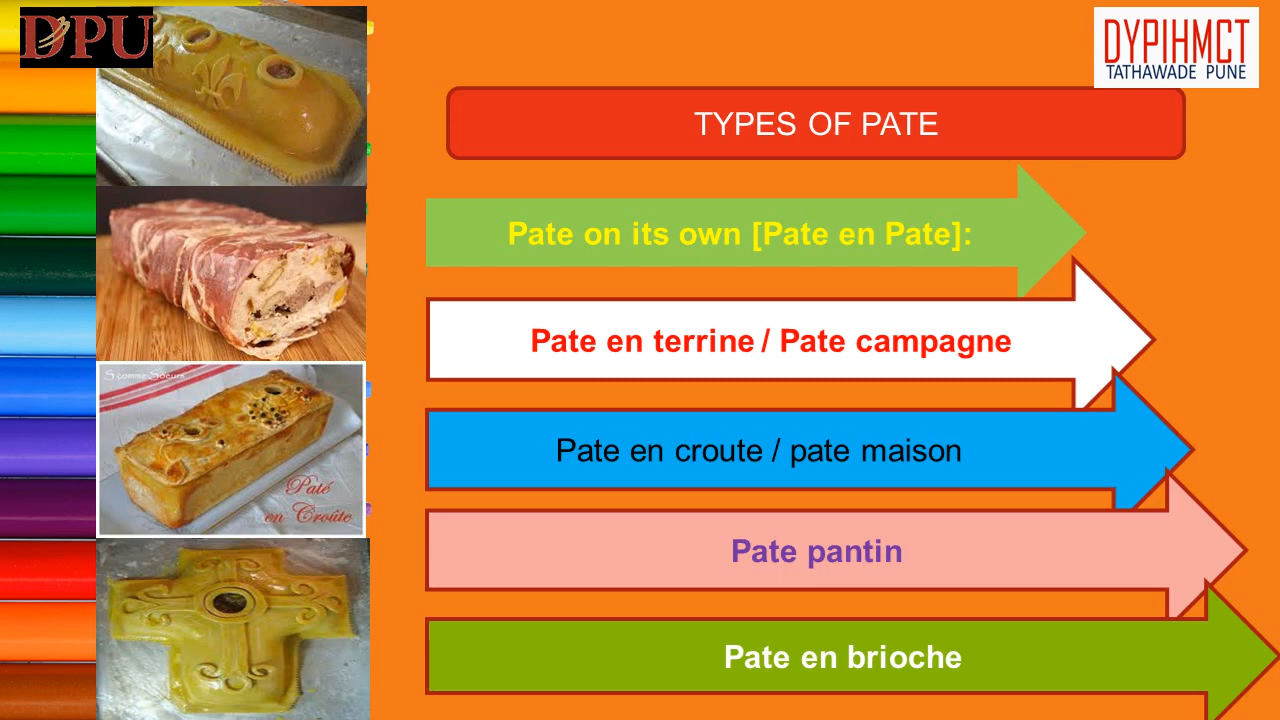 DPU
DYPIHMCT
TATHAWADE PUNE
TYPES OF PATE
Pate on its own [Pate en Pate]:
Pate en terrine / Pate campagne
Pate en croute / pate maison
Pate pantin
Pate en brioche
Paté
en Croûte